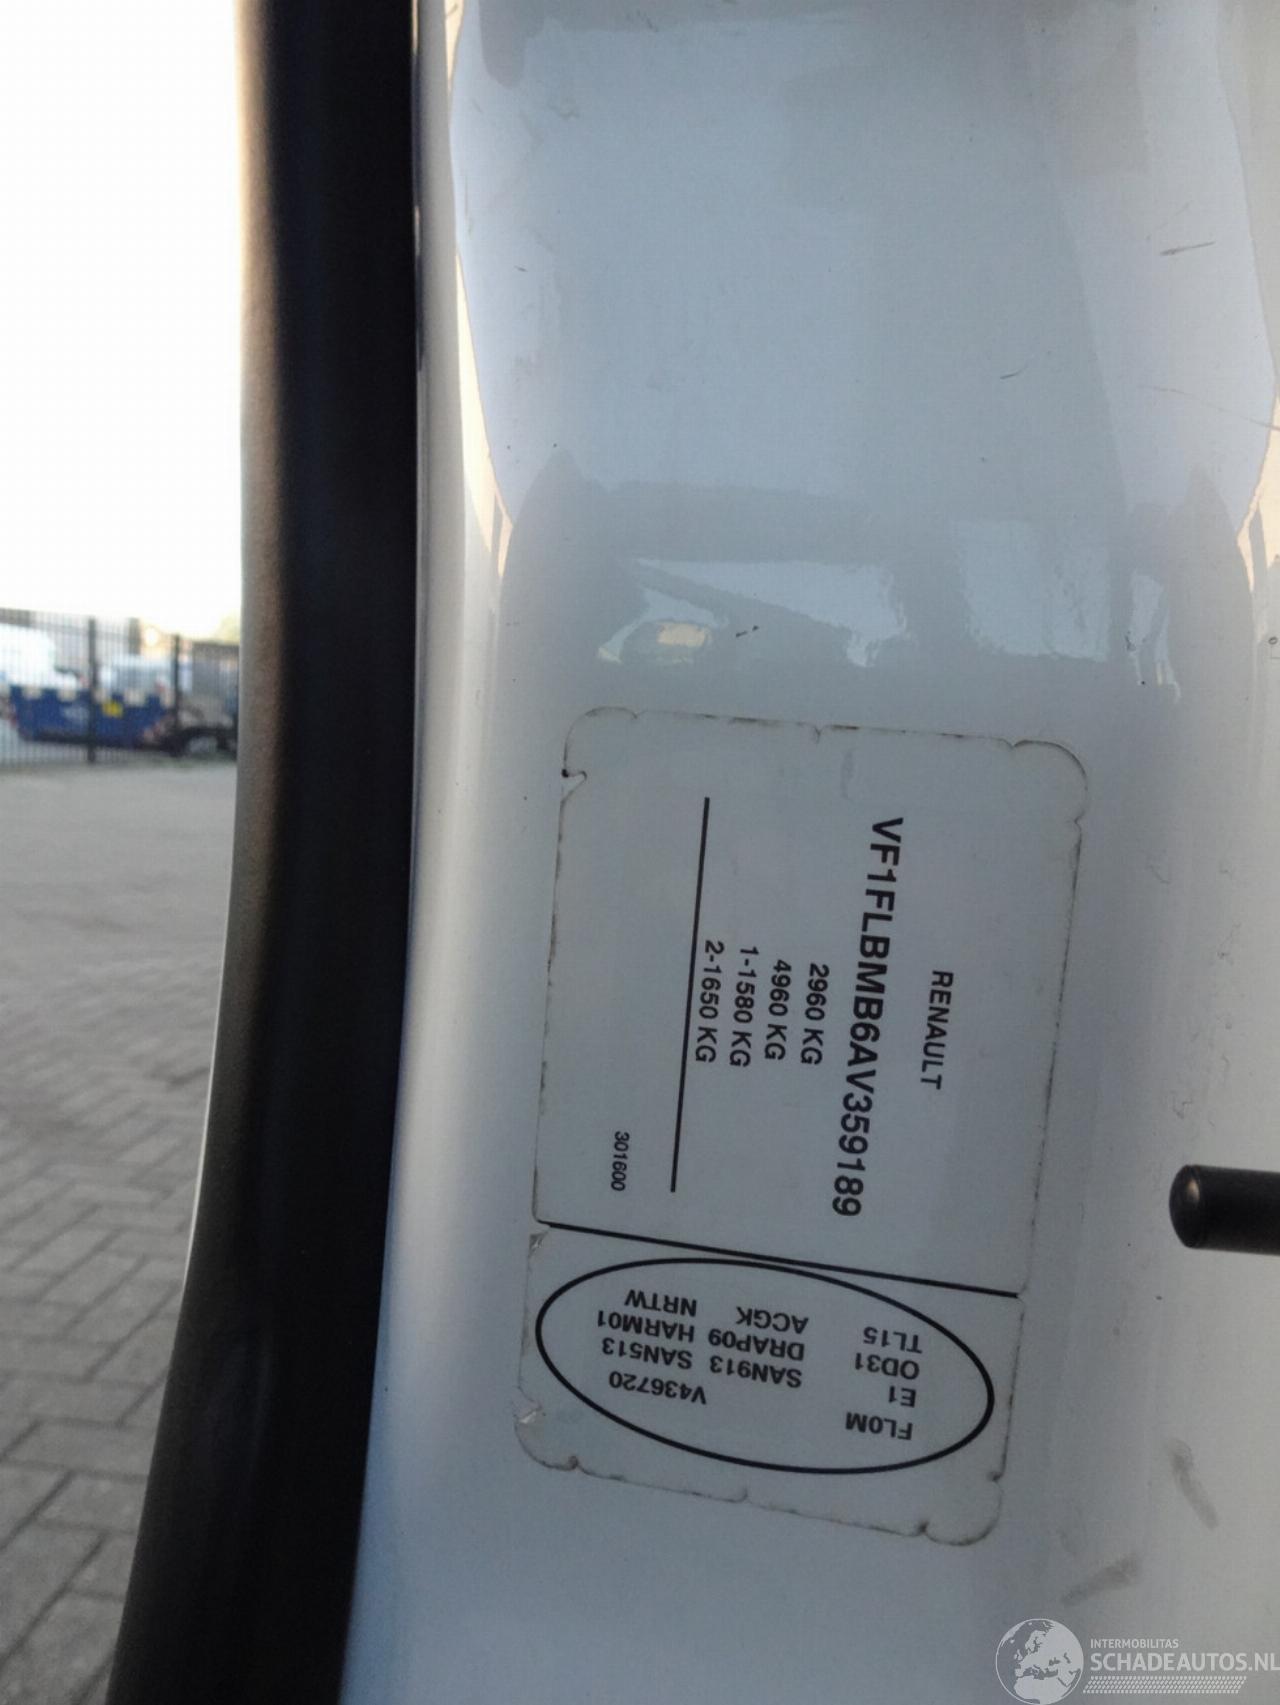 RENAULT
VF1FLBMB6AV359189
2960 KG
4960 KG
1-1580 KG
2-1650 KG
301600
FL0M V436720
E1 SAN913 SAN513
OD31 DRAP09 HARM01
TL15 ACGK NRTW
INTERMOBILITAS
SCHADEAUTOS.NL